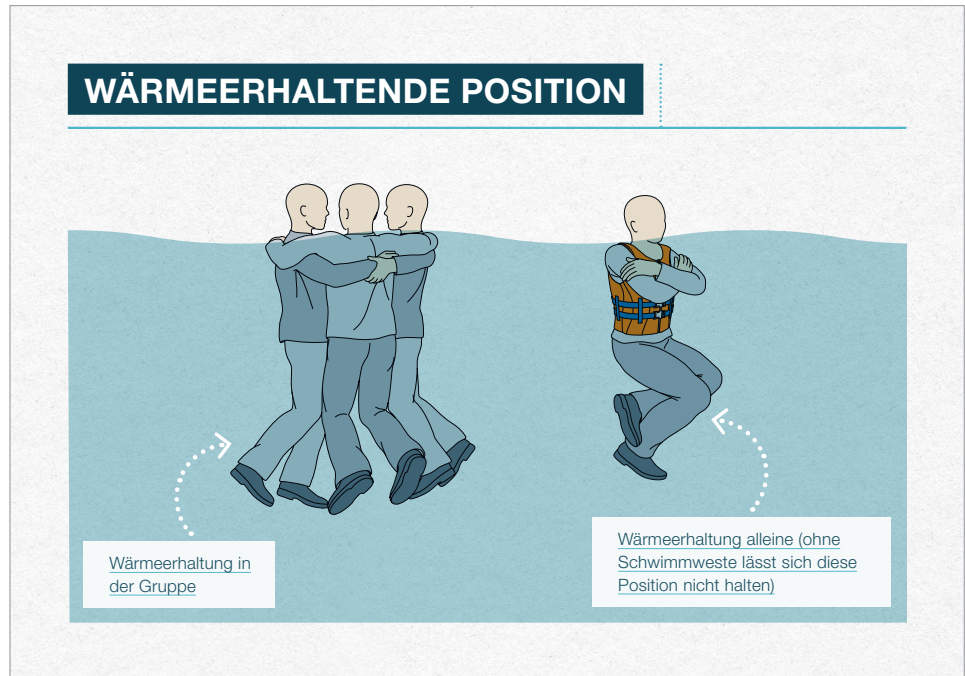 WÄRMEERHALTENDE POSITION
Wärmeerhaltung in
der Gruppe
Wärmeerhaltung alleine (ohne
Schwimmweste lässt sich diese
Position nicht halten)